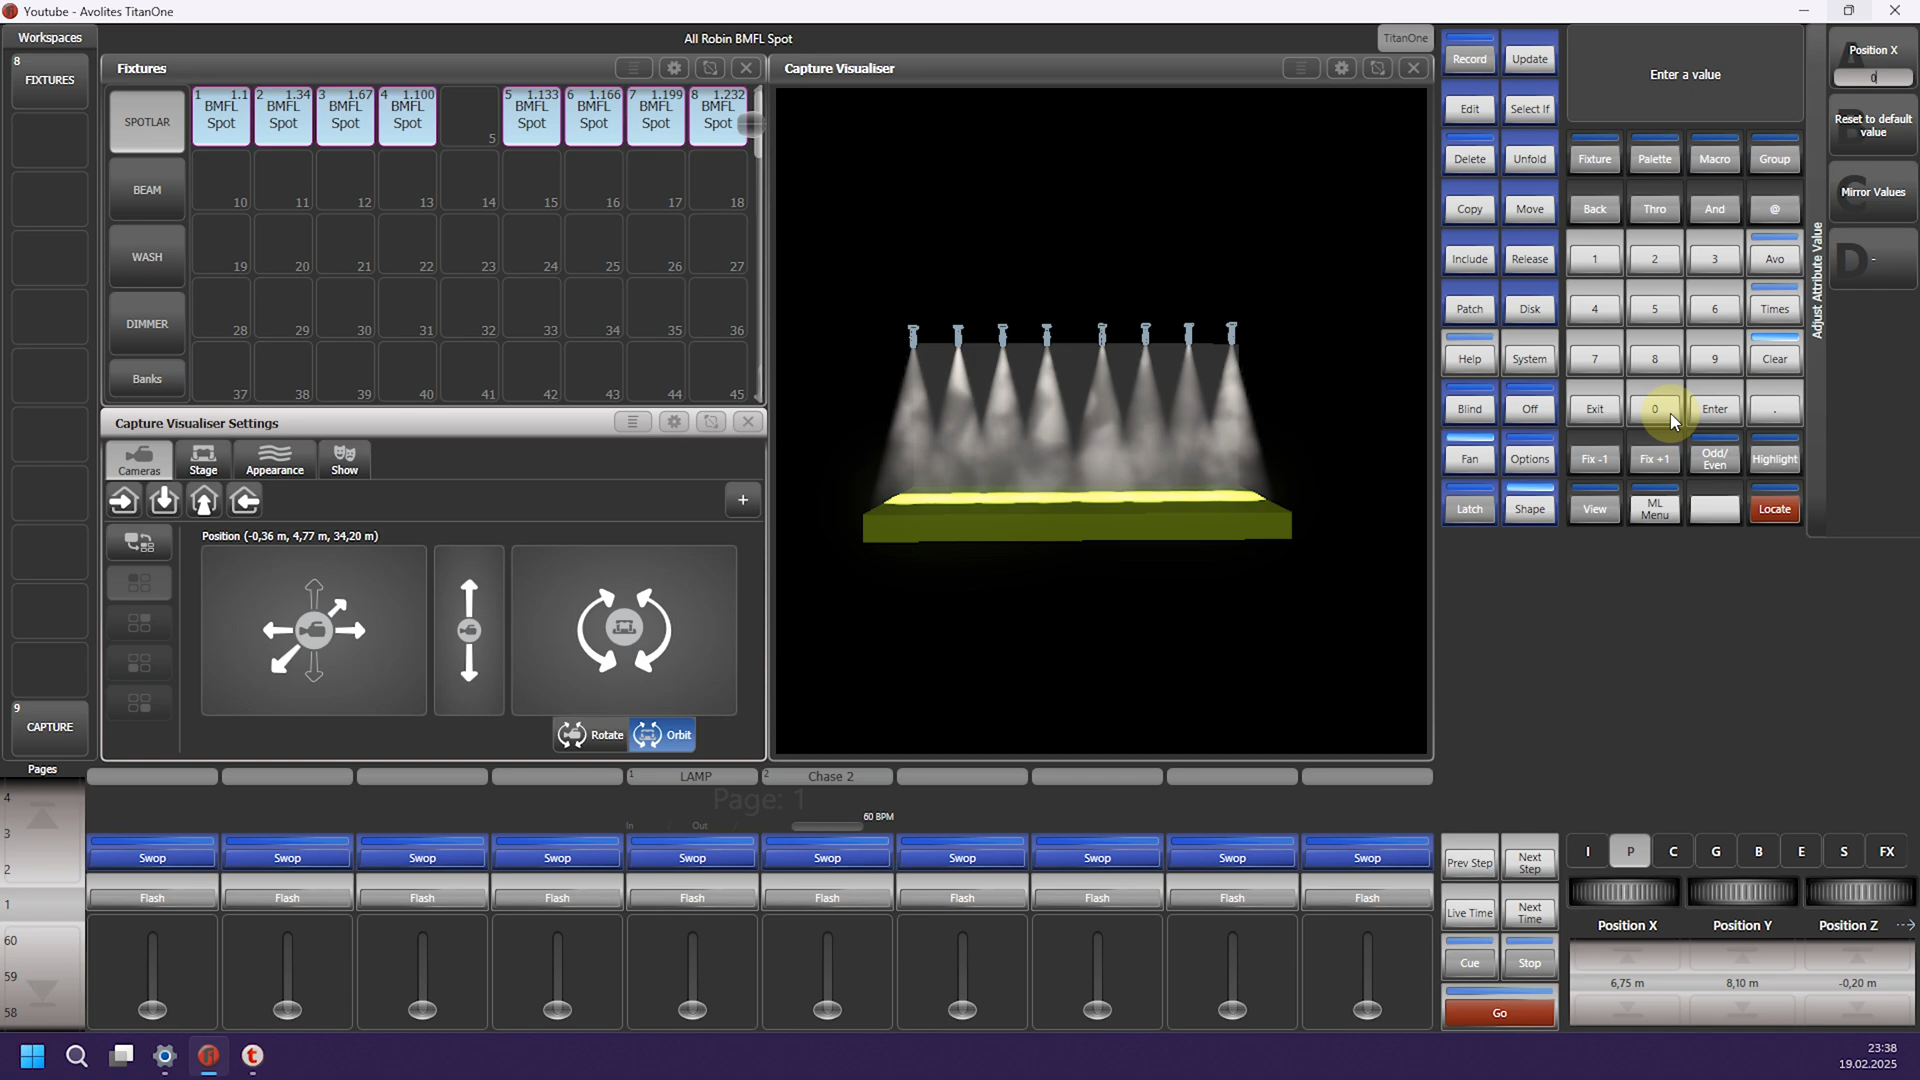 Youtube - Avolites TitanOne
Workspaces
All Robin BMFL Spot
TitanOne
8
FIXTURES
Fixtures
Capture Visualiser
SPOTLAR
1 1.1
BMFL
Spot
2 1.34
BMFL
Spot
3 1.67
BMFL
Spot
4 1.100
BMFL
Spot
5
5 1.133
BMFL
Spot
6 1.166
BMFL
Spot
7 1.199
BMFL
Spot
8 1.232
BMFL
Spot
BEAM
10 11 12 13 14 15 16 17 18
WASH
19 20 21 22 23 24 25 26 27
DIMMER
28 29 30 31 32 33 34 35 36
Banks
37 38 39 40 41 42 43 44 45
Capture Visualiser Settings
Cameras Stage Appearance Show
+
Position (-0,36 m, 4,77 m, 34,20 m)
Rotate Orbit
9
CAPTURE
Record Update
Edit Select If
Delete Unfold
Copy Move
Include Release
Patch Disk
Help System
Blind Off
Fan Options
Latch Shape
Enter a value
Fixture Palette Macro Group
Back Thro And @
1 2 3 Avo
4 5 6 Times
7 8 9 Clear
Exit 0 Enter .
Fix -1 Fix +1 Odd/
Even Highlight
View ML
Menu Locate
Adjust Attribute Value
A
Position X
0
B
Reset to default
value
C
Mirror Values
D -
Pages
4
3
2
1
60
59
58
1 LAMP
2 Chase 2
Page: 1
In / Out /
60 BPM
Swop Swop Swop Swop Swop Swop Swop Swop Swop Swop
Flash Flash Flash Flash Flash Flash Flash Flash Flash Flash
Prev Step Next
Step
Live Time Next
Time
Cue Stop
Go
I P C G B E S FX
Position X Position Y Position Z
6,75 m 8,10 m -0,20 m
23:38
19.02.2025